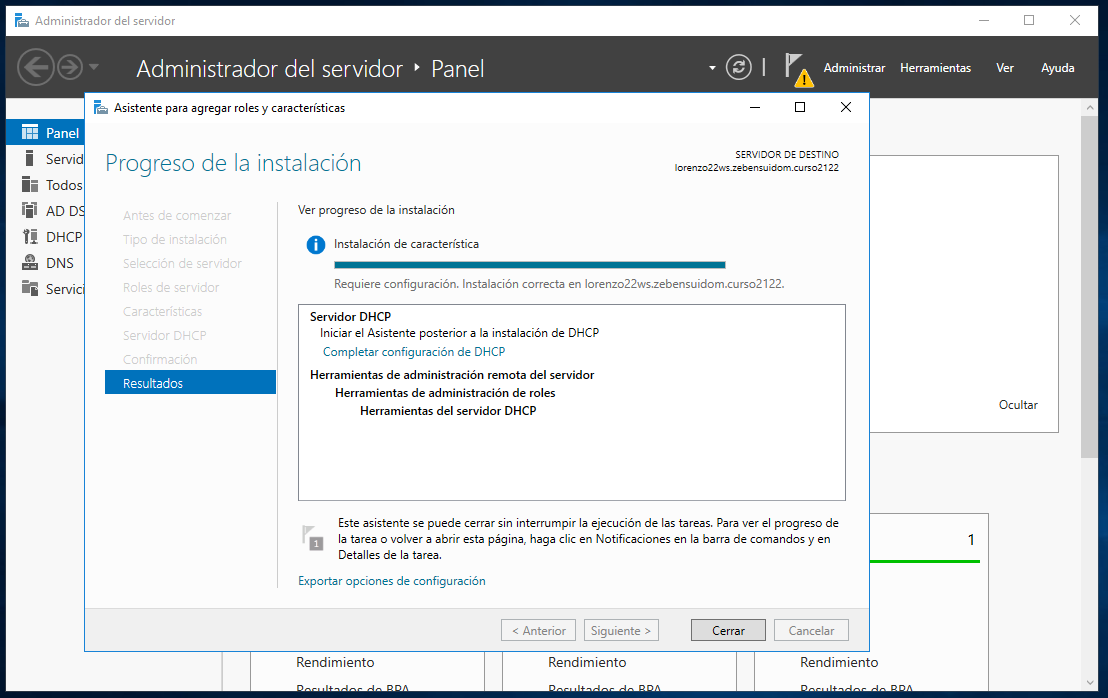 Administrador del servidor
Administrador del servidor ‣ Panel
Administrar Herramientas Ver Ayuda
Asistente para agregar roles y características
Panel
Servid
Todos
AD DS
DHCP
DNS
Servici
Progreso de la instalación
SERVIDOR DE DESTINO
lorenzo22ws.zebensuidom.curso2122
Antes de comenzar
Tipo de instalación
Selección de servidor
Roles de servidor
Características
Servidor DHCP
Confirmación
Resultados
Ver progreso de la instalación
Instalación de característica
Requiere configuración. Instalación correcta en lorenzo22ws.zebensuidom.curso2122.
Servidor DHCP
Iniciar el Asistente posterior a la instalación de DHCP
Completar configuración de DHCP
Herramientas de administración remota del servidor
Herramientas de administración de roles
Herramientas del servidor DHCP
1
Este asistente se puede cerrar sin interrumpir la ejecución de las tareas. Para ver el progreso de
la tarea o volver a abrir esta página, haga clic en Notificaciones en la barra de comandos y en
Detalles de la tarea.
Exportar opciones de configuración
< Anterior Siguiente > Cerrar Cancelar
Ocultar
1
Rendimiento Rendimiento Rendimiento
Resultados de BPA Resultados de BPA Resultados de BPA